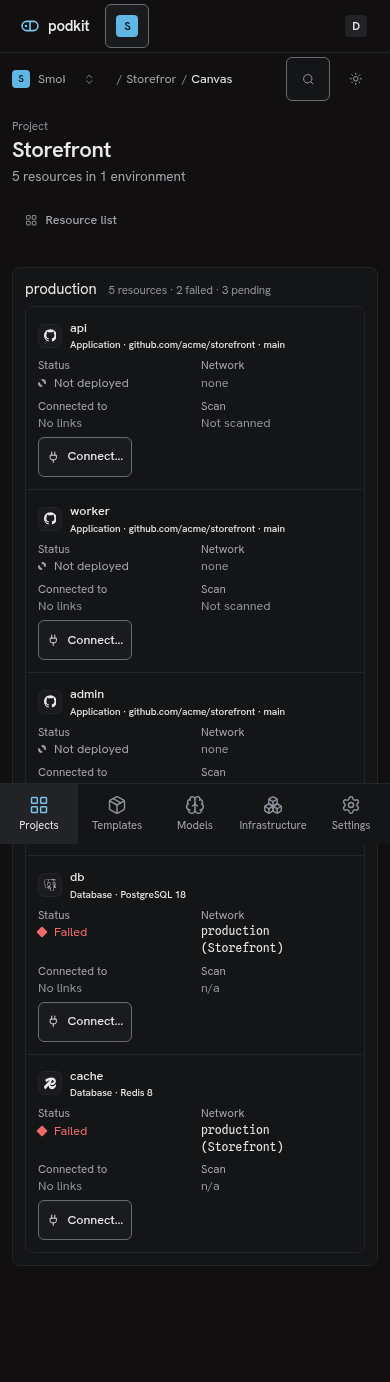 podkit
S
D
S Smol / Storefror / Canvas
Project
Storefront
5 resources in 1 environment
Resource list
production 5 resources · 2 failed · 3 pending
api
Application · github.com/acme/storefront · main
Status Network
Not deployed none
Connected to Scan
No links Not scanned
Connect...
worker
Application · github.com/acme/storefront · main
Status Network
Not deployed none
Connected to Scan
No links Not scanned
Connect...
admin
Application · github.com/acme/storefront · main
Status Network
Not deployed none
Connected to Scan
Projects Templates Models Infrastructure Settings
db
Database · PostgreSQL 18
Status Network
Failed production
(Storefront)
Connected to Scan
No links n/a
Connect...
cache
Database · Redis 8
Status Network
Failed production
(Storefront)
Connected to Scan
No links n/a
Connect...